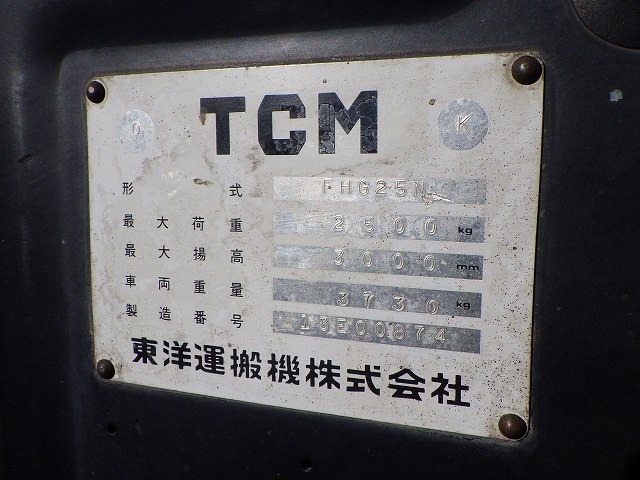 TCM
O K
形式 FHG25N
最大荷重 2500 kg
最大揚高 3000 mm
車両重量 3730 kg
製造番号 13E00874
東洋運搬機株式会社